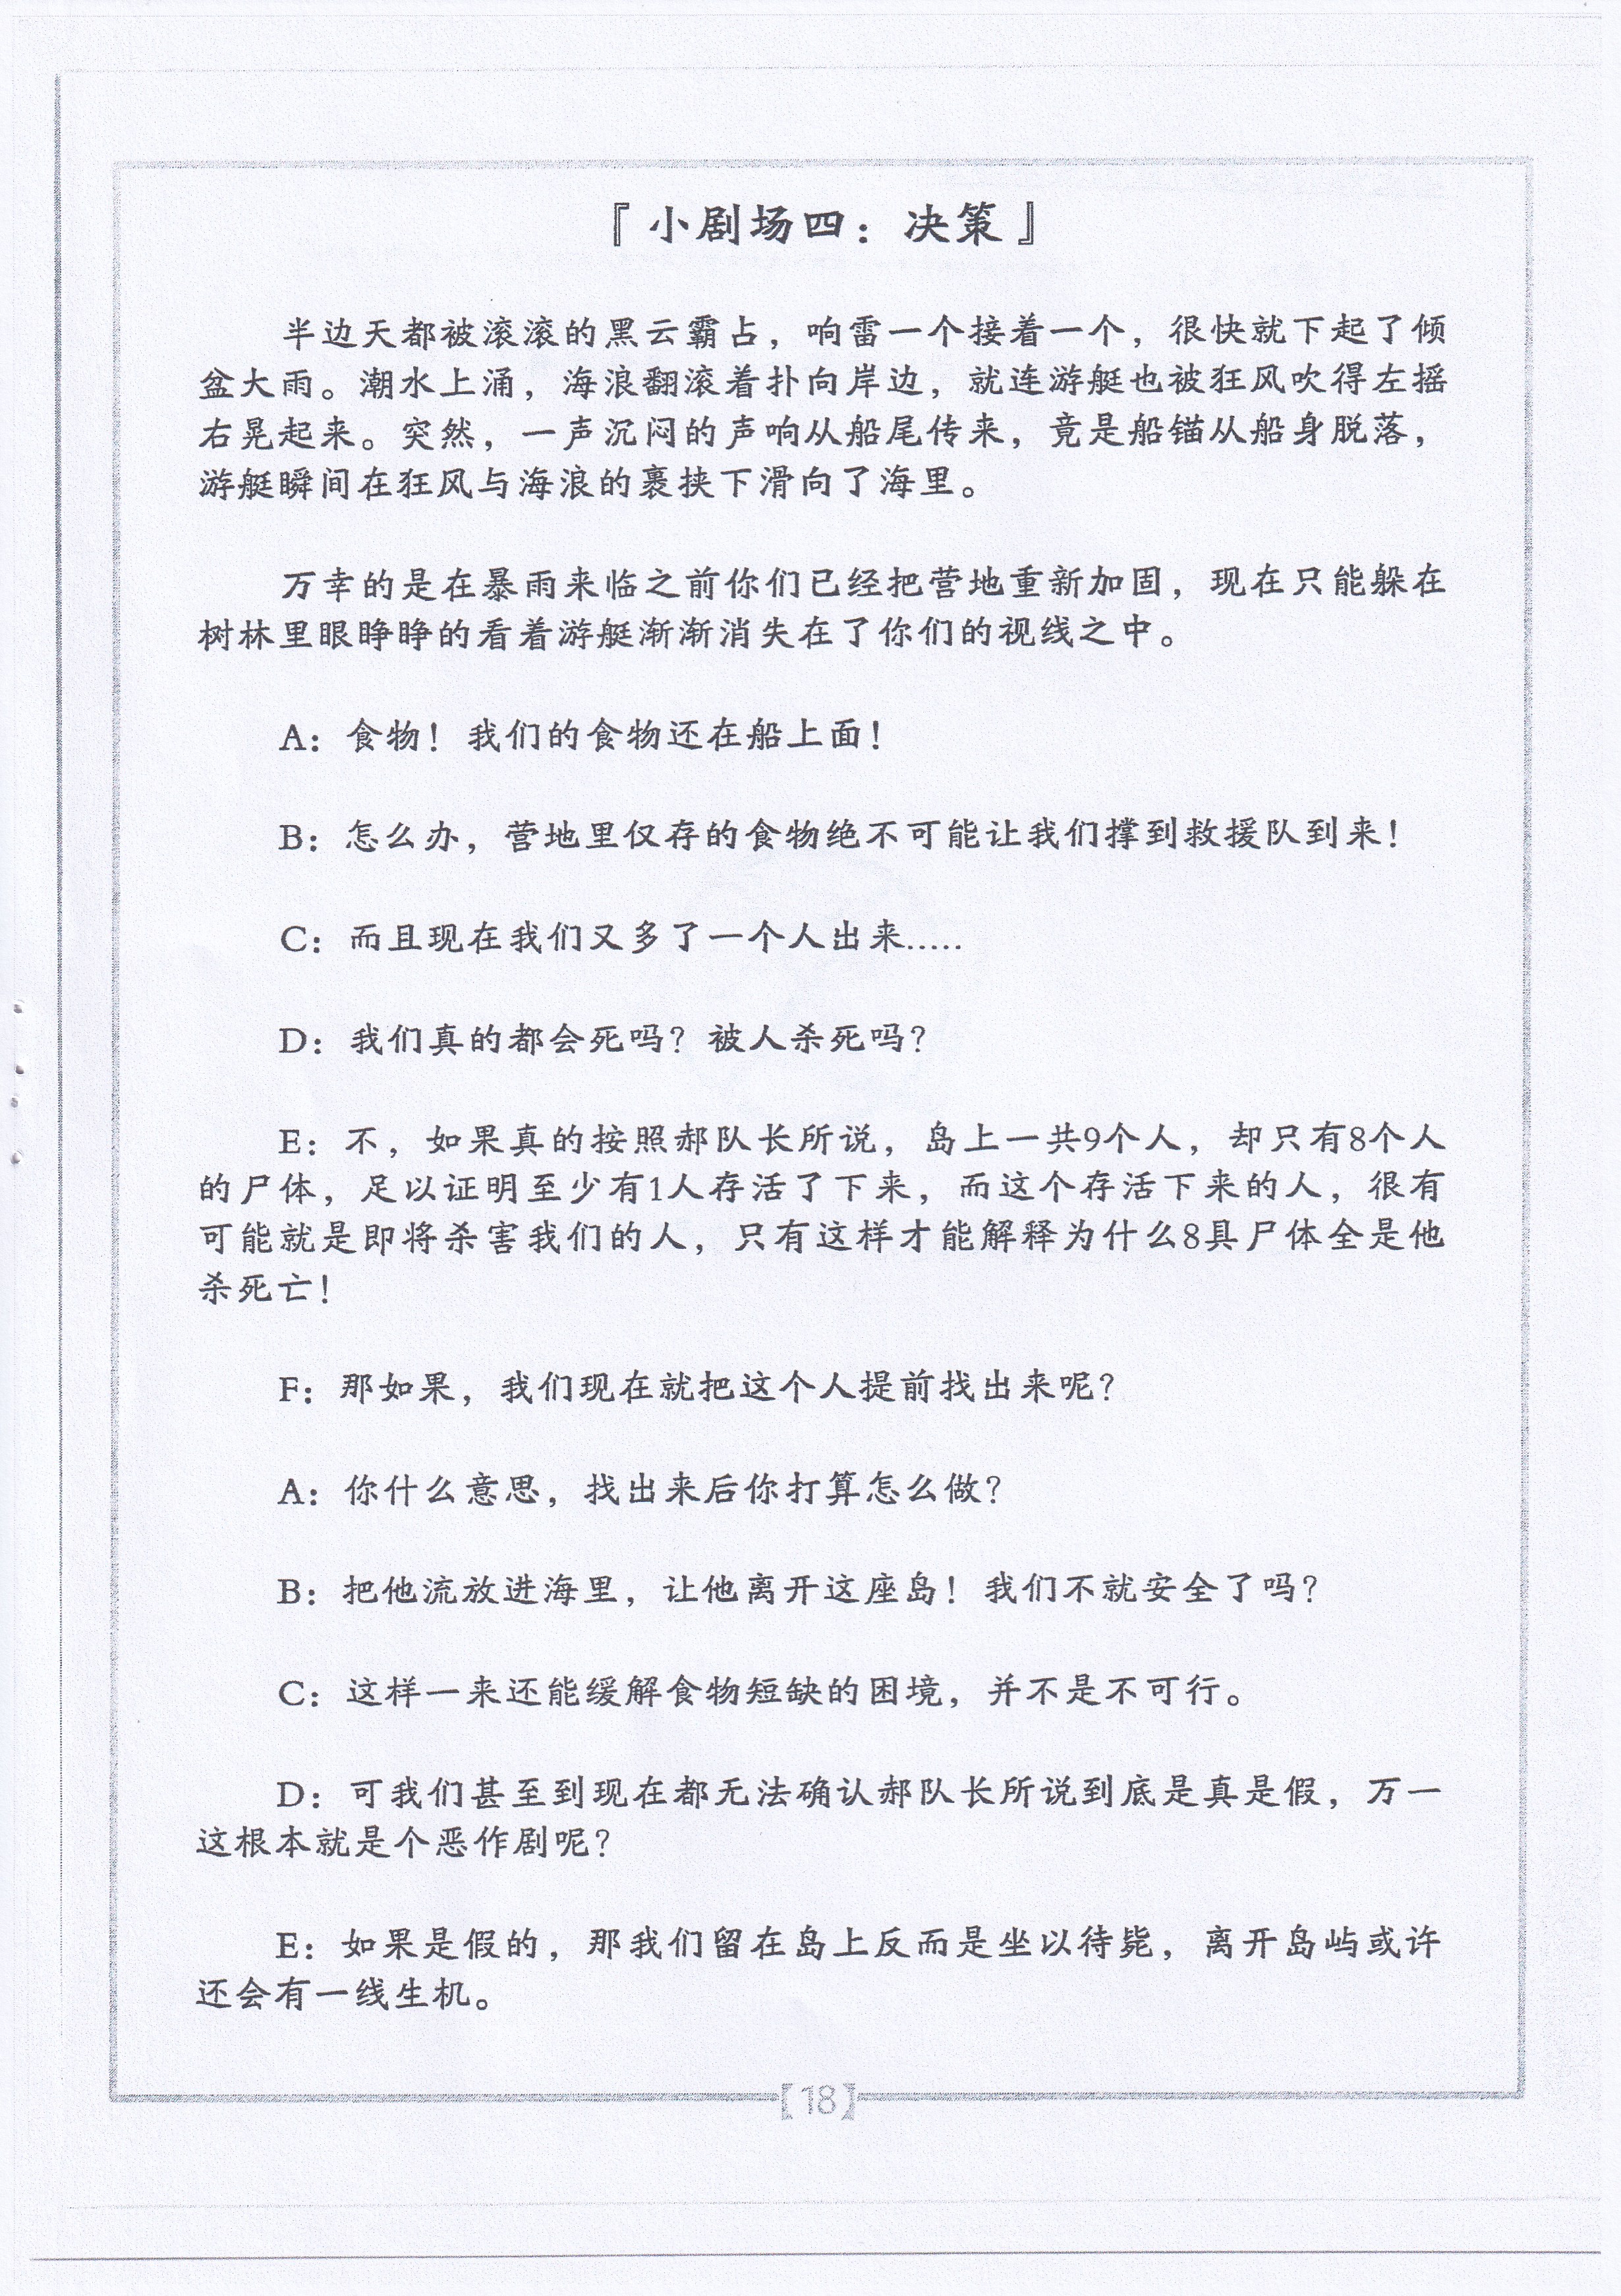 『小剧场四：决策』
半边天都被滚滚的黑云霸占，响雷一个接着一个，很快就下起了倾
盆大雨。潮水上涌，海浪翻滚着扑向岸边，就连游艇也被狂风吹得左摇
右晃起来。突然，一声沉闷的声响从船尾传来，竟是船锚从船身脱落，
游艇瞬间在狂风与海浪的裹挟下滑向了海里。
万幸的是在暴雨来临之前你们已经把营地重新加固，现在只能躲在
树林里眼睁睁的看着游艇渐渐消失在了你们的视线之中。
A：食物！我们的食物还在船上面！
B：怎么办，营地里仅存的食物绝不可能让我们撑到救援队到来！
C：而且现在我们又多了一个人出来.....
D：我们真的都会死吗？被人杀死吗？
E：不，如果真的按照郝队长所说，岛上一共9个人，却只有8个人
的尸体，足以证明至少有1人存活了下来，而这个存活下来的人，很有
可能就是即将杀害我们的人，只有这样才能解释为什么8具尸体全是他
杀死亡！
F：那如果，我们现在就把这个人提前找出来呢？
A：你什么意思，找出来后你打算怎么做？
B：把他流放进海里，让他离开这座岛！我们不就安全了吗？
C：这样一来还能缓解食物短缺的困境，并不是不可行。
D：可我们甚至到现在都无法确认郝队长所说到底是真是假，万一
这根本就是个恶作剧呢？
E：如果是假的，那我们留在岛上反而是坐以待毙，离开岛屿或许
还会有一线生机。
【18】